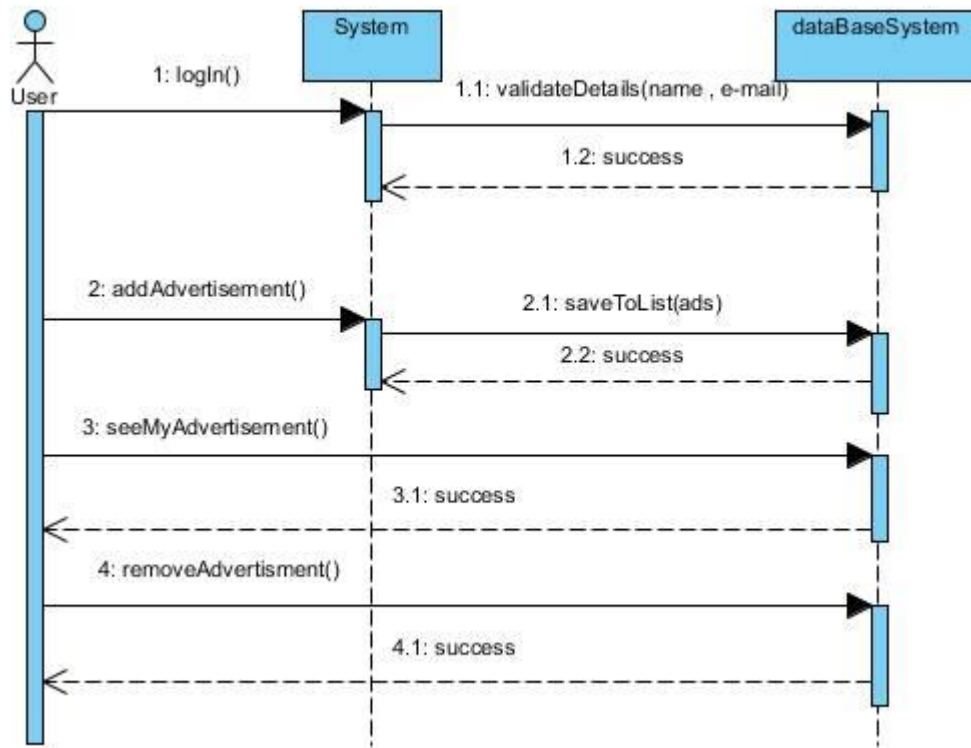 System
dataBaseSystem
User
1: logIn()
1.1: validateDetails(name , e-mail)
1.2: success
2: addAdvertisement()
2.1: saveToList(ads)
2.2: success
3: seeMyAdvertisement()
3.1: success
4: removeAdvertisment()
4.1: success